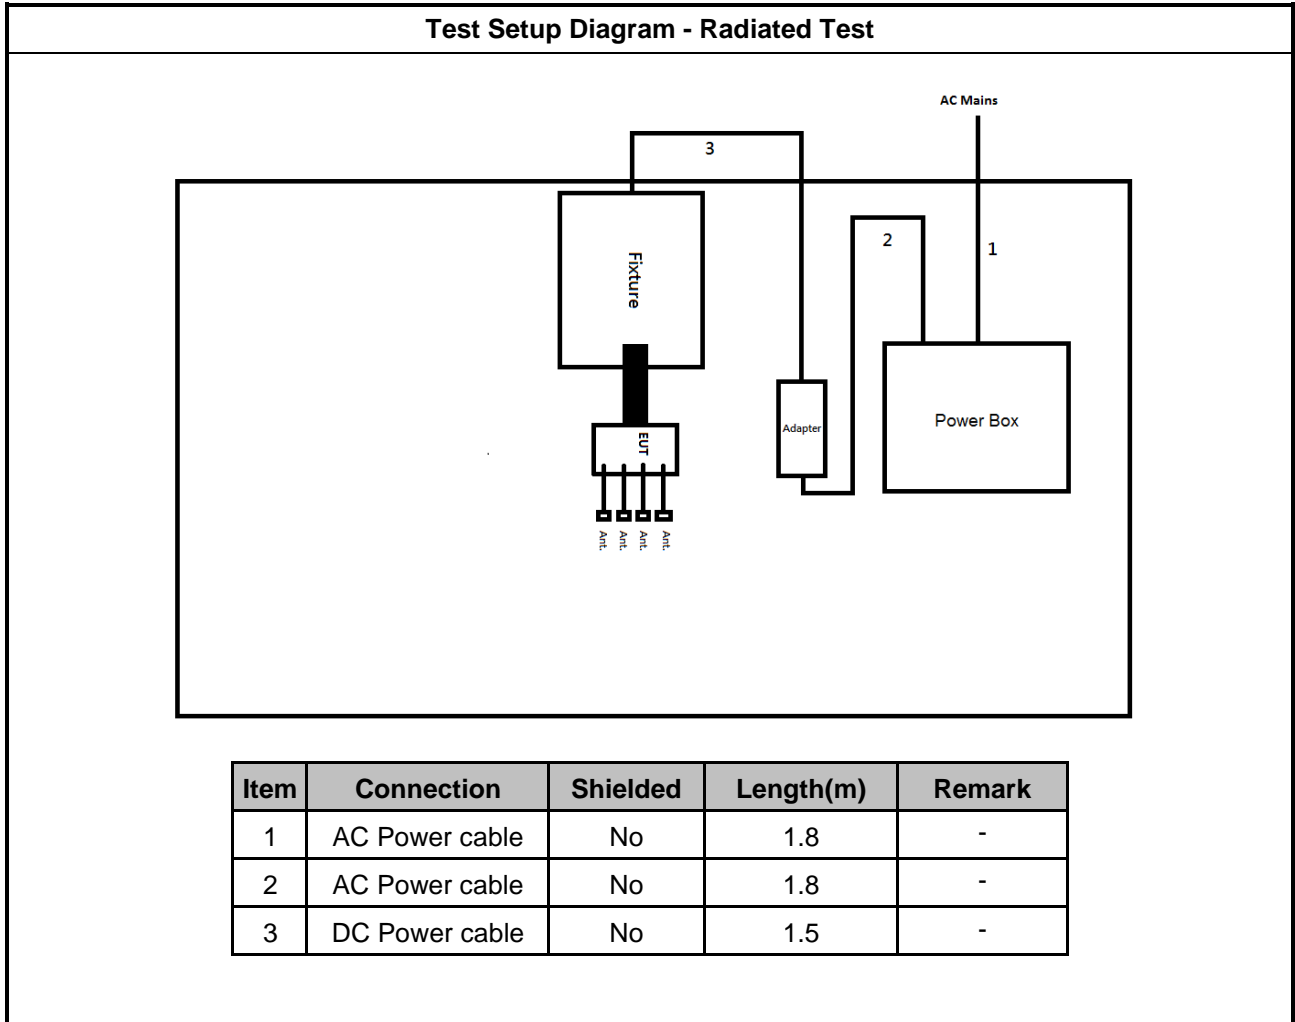 Test Setup Diagram - Radiated Test
AC Mains
3
2
1
Fixture
Power Box
Adapter
EUT
Ant. Ant. Ant. Ant.
Item Connection Shielded Length(m) Remark
1 AC Power cable No 1.8 -
2 AC Power cable No 1.8 -
3 DC Power cable No 1.5 -